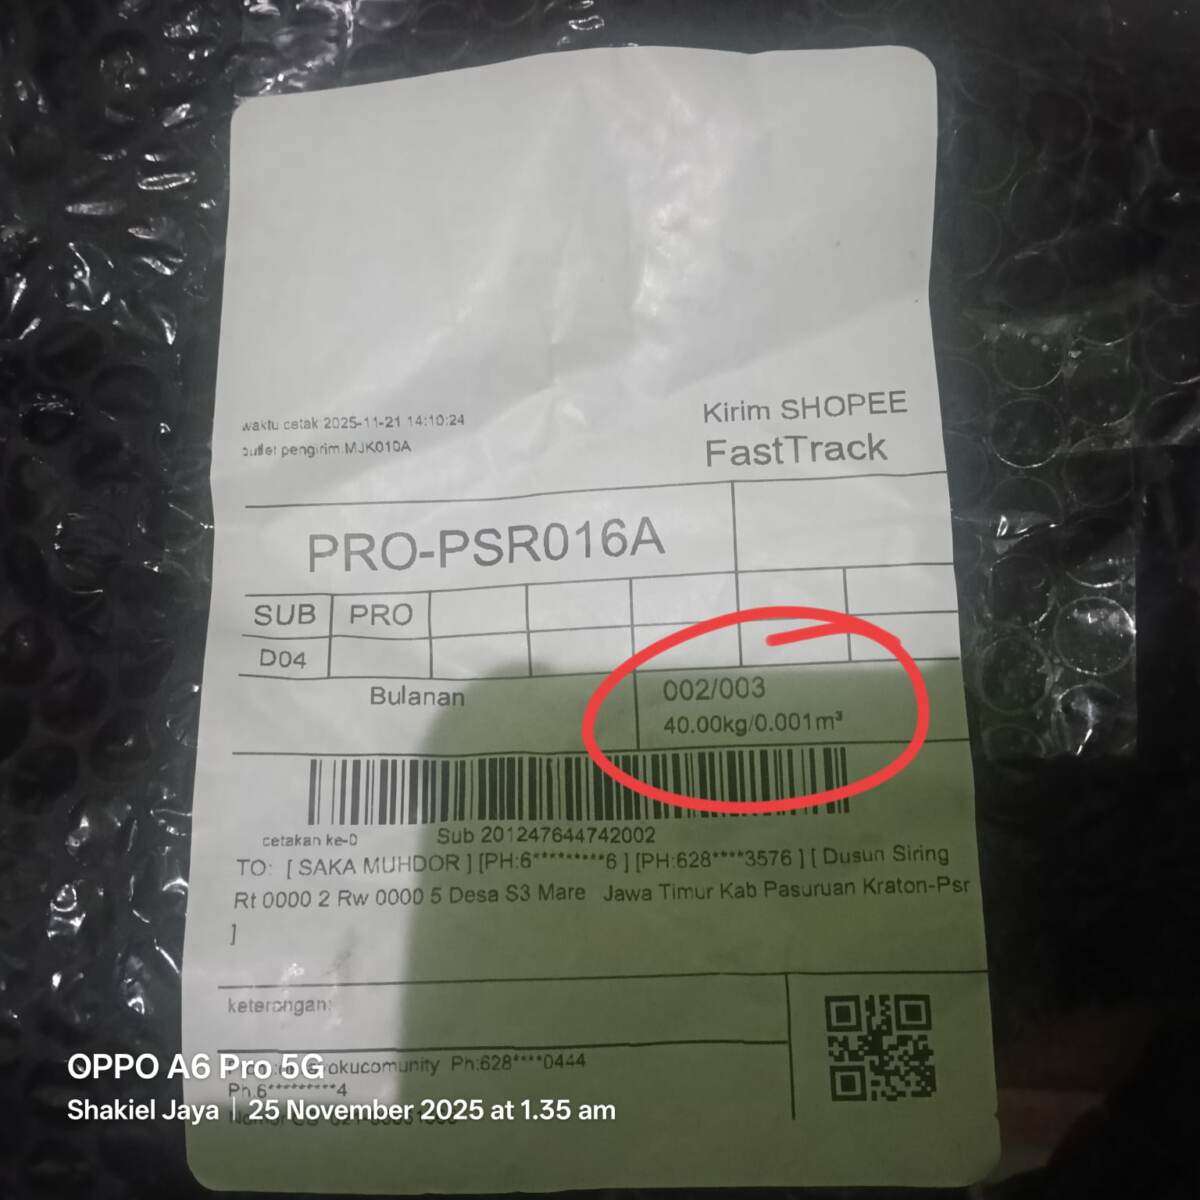 waktu cetak 2025-11-21 14:10:24
outlet pengirim:MJK010A
Kirim SHOPEE
FastTrack
PRO-PSR016A
SUB PRO
D04
Bulanan
002/003
40.00kg/0.001m³
cetakan ke-0
Sub 201247644742002
TO: [ SAKA MUHDOR ] [PH:6*********6 ] [PH:628****3576 ] [ Dusun Siring
Rt 0000 2 Rw 0000 5 Desa S3 Mare Jawa Timur Kab Pasuruan Kraton-Psr
]
keterangan:
Ph:628****0444
Ph:6*********4
OPPO A6 Pro 5G
Shakiel Jaya | 25 November 2025 at 1.35 am